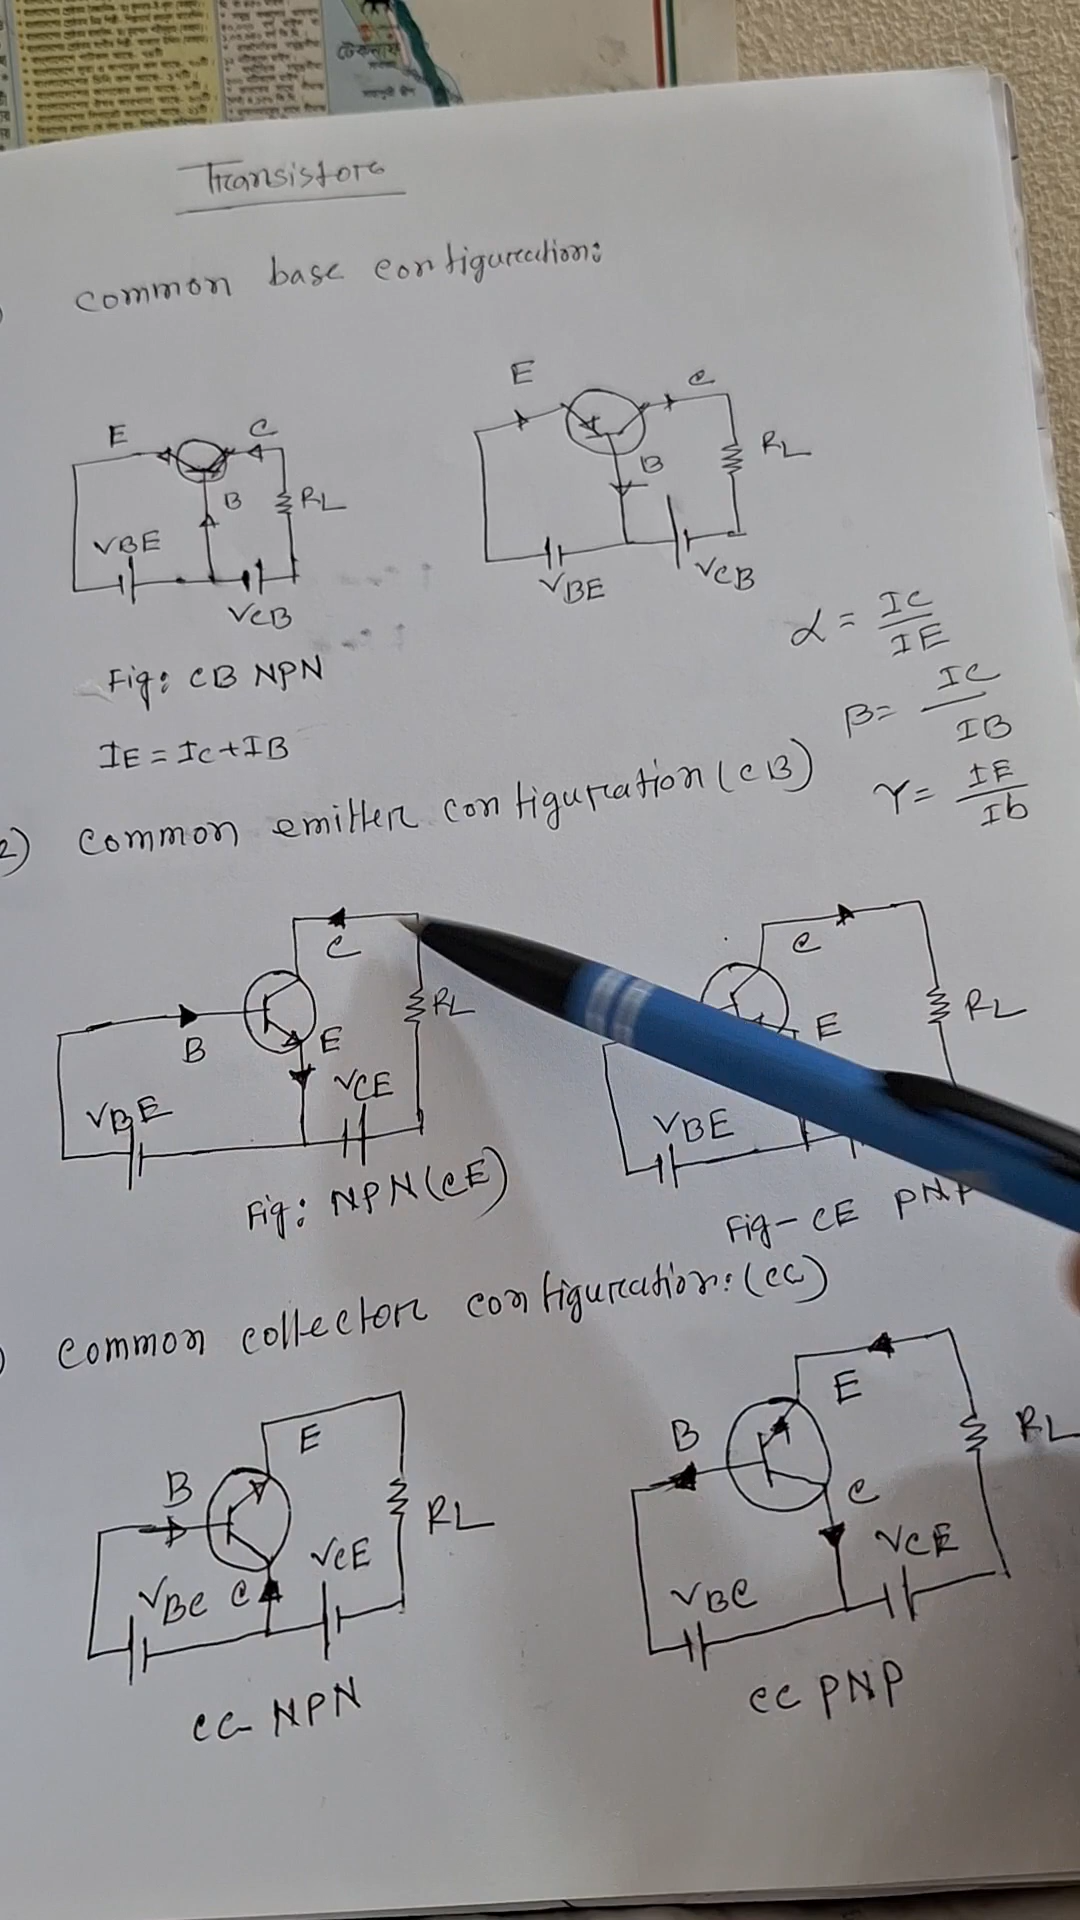 Transistors
common base configuration:
E
C
B
RL
VBE
VCB
Fig: CB NPN
E
C
B
RL
VBE
VCB
IE = IC + IB
α = IC / IE
β = IC / IB
γ = IE / Ib
2) common emitter configuration (CB)
C
B
E
RL
VBE
VCE
Fig: NPN (CE)
C
E
RL
VBE
Fig- CE PNP
common collector configuration: (CC)
E
B
RL
VCE
VBC
C
CC NPN
E
B
RL
C
VCE
VBC
CC PNP